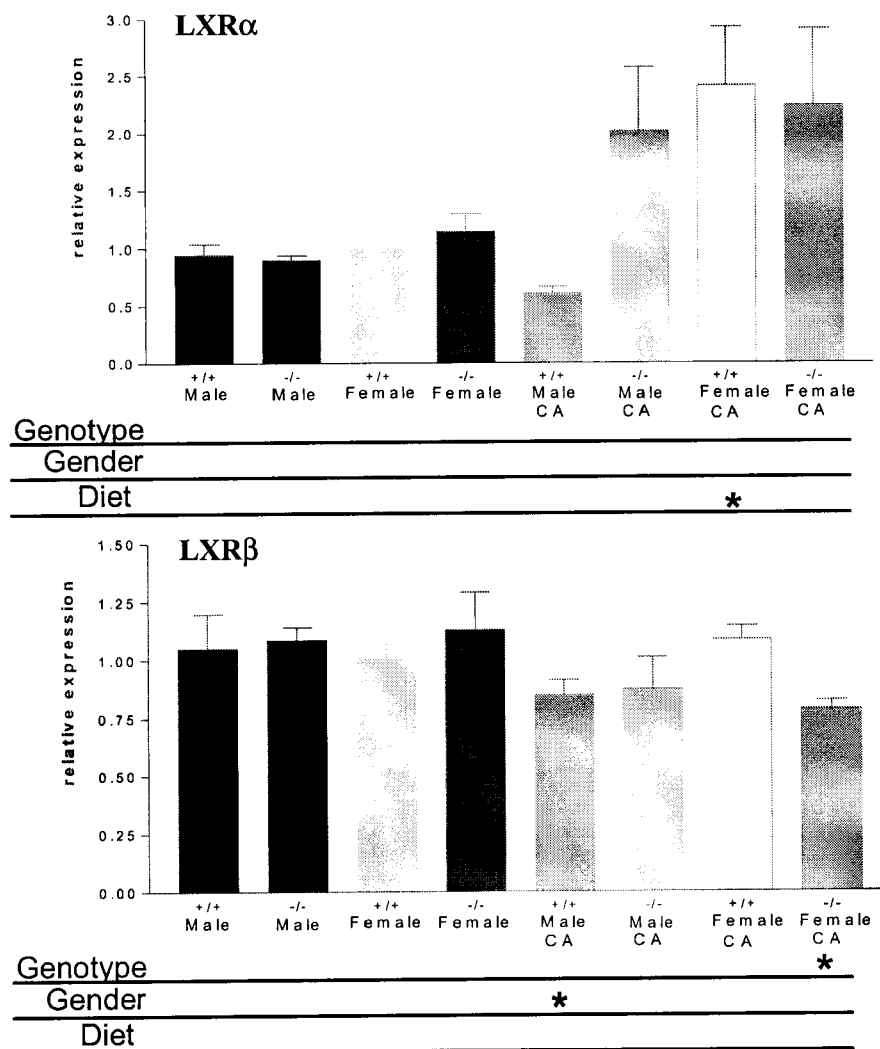 LXRα
relative expression
3.0
2.5
2.0
1.5
1.0
0.5
0.0
+/+ -/- +/+ -/- +/+ -/- +/+ -/-
Male Male Female Female Male Male Female Female
CA CA CA CA
Genotype
Gender
Diet *
LXRβ
relative expression
1.50
1.25
1.00
0.75
0.50
0.25
0.00
+/+ -/- +/+ -/- +/+ -/- +/+ -/-
Male Male Female Female Male Male Female Female
CA CA CA CA
Genotype *
Gender *
Diet